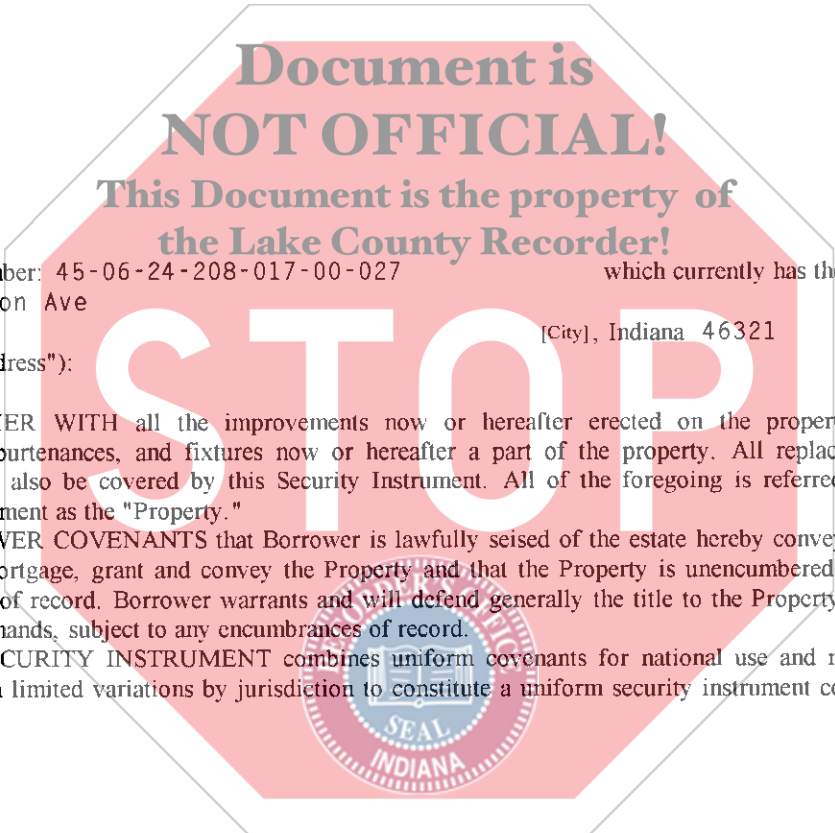 Document is
NOT OFFICIAL!
This Document is the property of
the Lake County Recorder!
ber: 45-06-24-208-017-00-027 which currently has the
on Ave
[City], Indiana 46321
dress"):
STOP
ER WITH all the improvements now or hereafter erected on the propert
ourtenances, and fixtures now or hereafter a part of the property. All replac
also be covered by this Security Instrument. All of the foregoing is referred
ment as the "Property."
VER COVENANTS that Borrower is lawfully seised of the estate hereby convey
ortgage, grant and convey the Property and that the Property is unencumbered
of record. Borrower warrants and will defend generally the title to the Property
nands, subject to any encumbrances of record.
CURITY INSTRUMENT combines uniform covenants for national use and n
limited variations by jurisdiction to constitute a uniform security instrument co
RECORDER'S OFFICE
SEAL
INDIANA